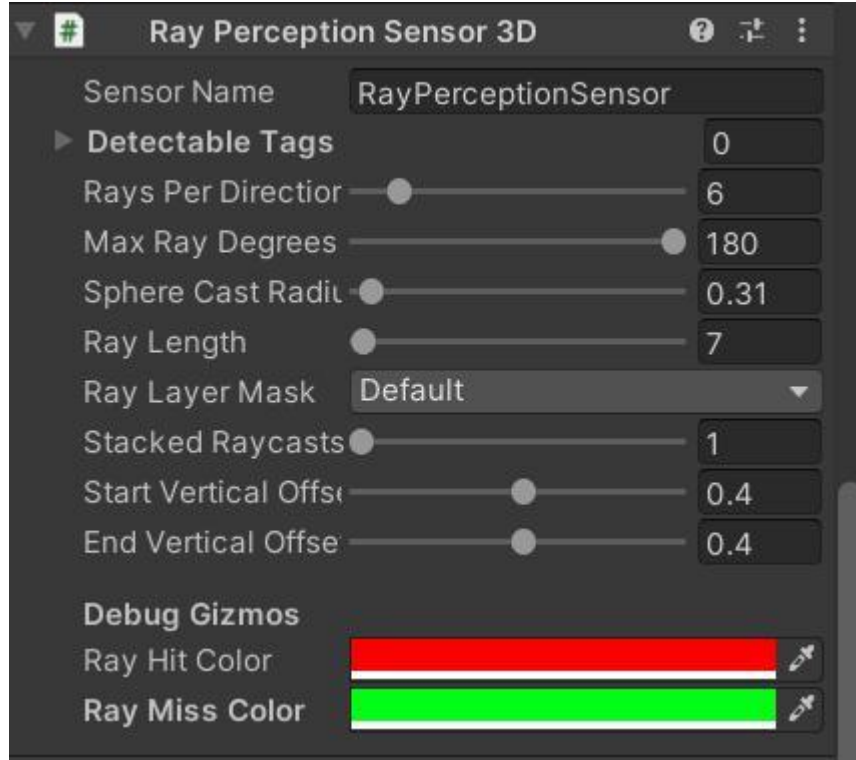 # Ray Perception Sensor 3D
Sensor Name RayPerceptionSensor
Detectable Tags 0
Rays Per Direction 6
Max Ray Degrees 180
Sphere Cast Radiu 0.31
Ray Length 7
Ray Layer Mask Default
Stacked Raycasts 1
Start Vertical Offse 0.4
End Vertical Offse 0.4
Debug Gizmos
Ray Hit Color
Ray Miss Color